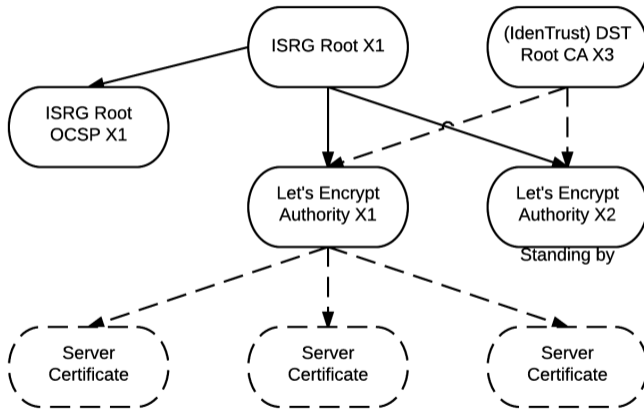 ISRG Root X1
(IdenTrust) DST
Root CA X3
ISRG Root
OCSP X1
Let's Encrypt
Authority X1
Let's Encrypt
Authority X2
Standing by
Server
Certificate
Server
Certificate
Server
Certificate